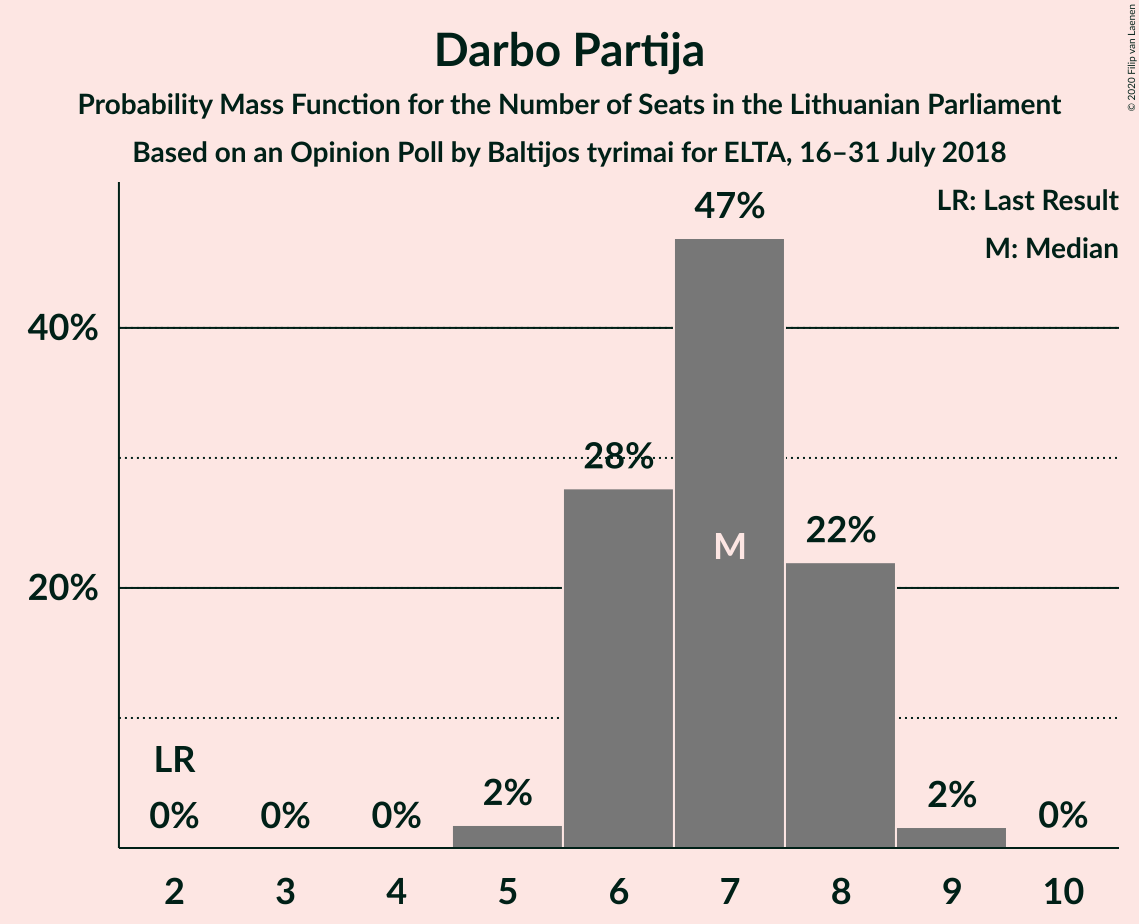 Darbo Partija
Probability Mass Function for the Number of Seats in the Lithuanian Parliament
Based on an Opinion Poll by Baltijos tyrimai for ELTA, 16–31 July 2018
© 2020 Filip van Laenen
LR: Last Result
M: Median
47%
40%
28%
M
22%
20%
LR
0%
0%
0%
2%
2%
0%
2 3 4 5 6 7 8 9 10